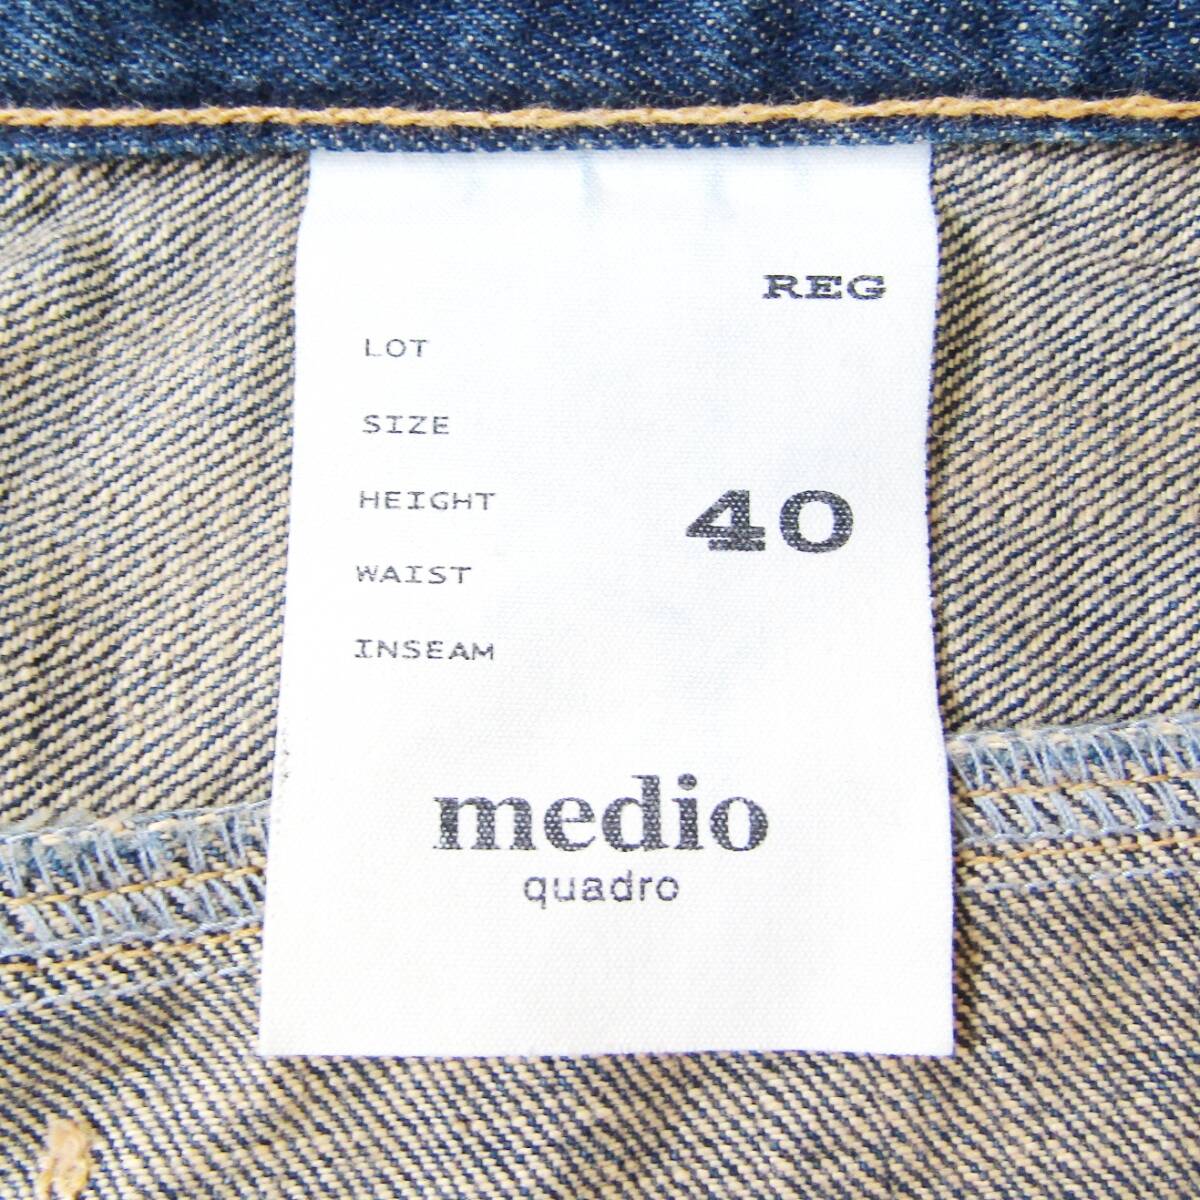 REG
LOT
SIZE
HEIGHT
40
WAIST
INSEAM
medio
quadro